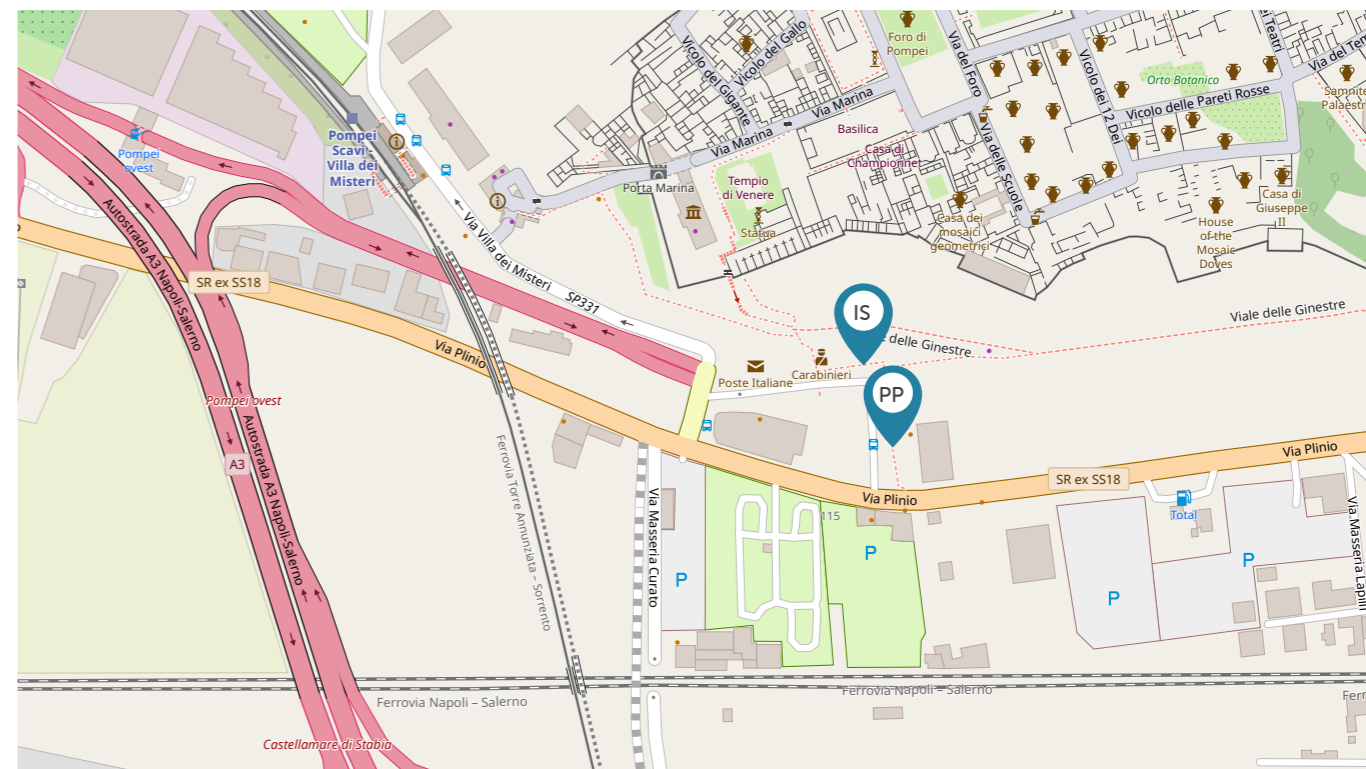 Foro di
Pompei
Via del Foro
Vicolo del Gallo
Vicolo del Gigante
Via Marina
Via Marina
Vicolo dei 12 Dei
Orto Botanico
Vicolo delle Pareti Rosse
Teatri
Via del Tem
Samnite
Palaest
Pompei
ovest
Pompei
Scavi -
Villa dei
Misteri
Porta Marina
Basilica
Casa di
Championnet
Tempio
di Venere
Statua
Via delle Scuole
Casa dei
mosaici
geometrici
House
of the
Mosaic
Doves
Casa di
Giuseppe
II
Via Villa dei Misteri
SP331
Autostrada A3 Napoli-Salerno
SR ex SS18
Via Plinio
IS
e delle Ginestre
Viale delle Ginestre
Poste Italiane
Carabinieri
PP
Pompei ovest
A3
Autostrada A3 Napoli-Salerno
Ferrovia Torre Annunziata – Sorrento
Via Masseria Curato
Via Plinio
SR ex SS18
Via Plinio
Total
115
P
P
P
P
Via Masseria Lapilli
Ferrovia Napoli – Salerno
Ferrovia Napoli – Salerno
Ferr
Castellamare di Stabia